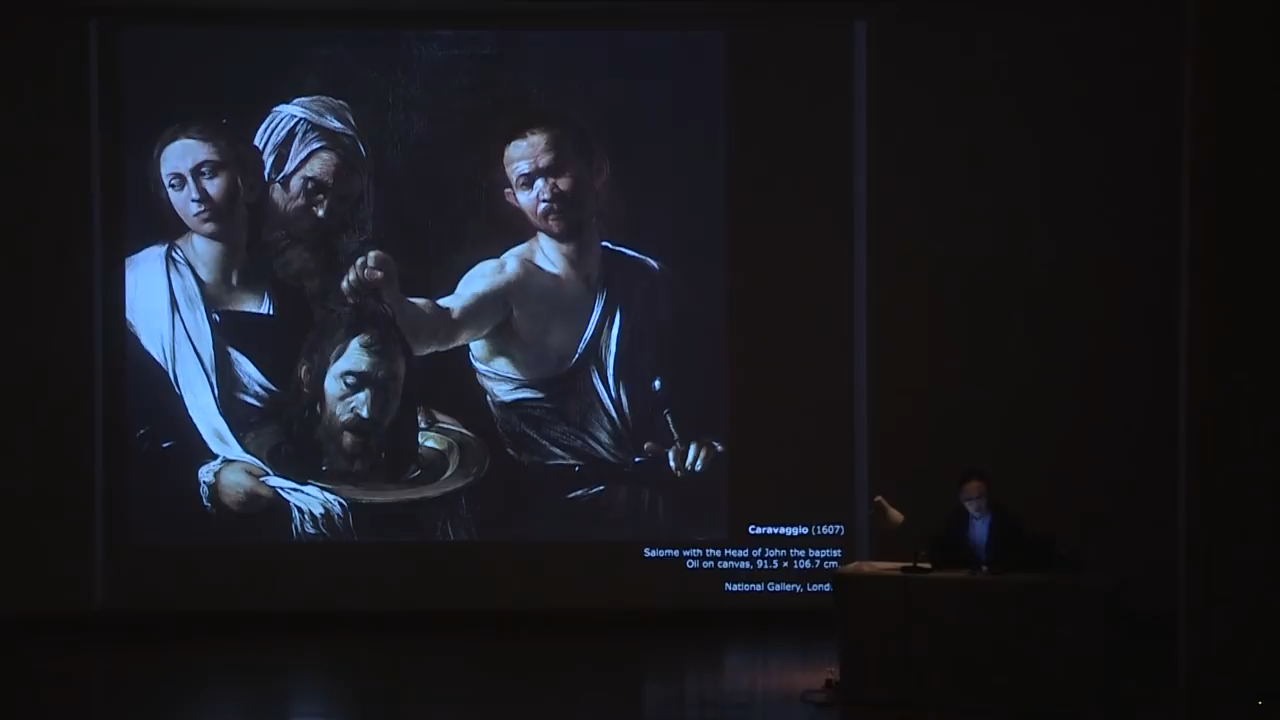 Caravaggio (1607)
Salome with the Head of John the baptist
Oil on canvas, 91.5 × 106.7 cm.
National Gallery, Lond